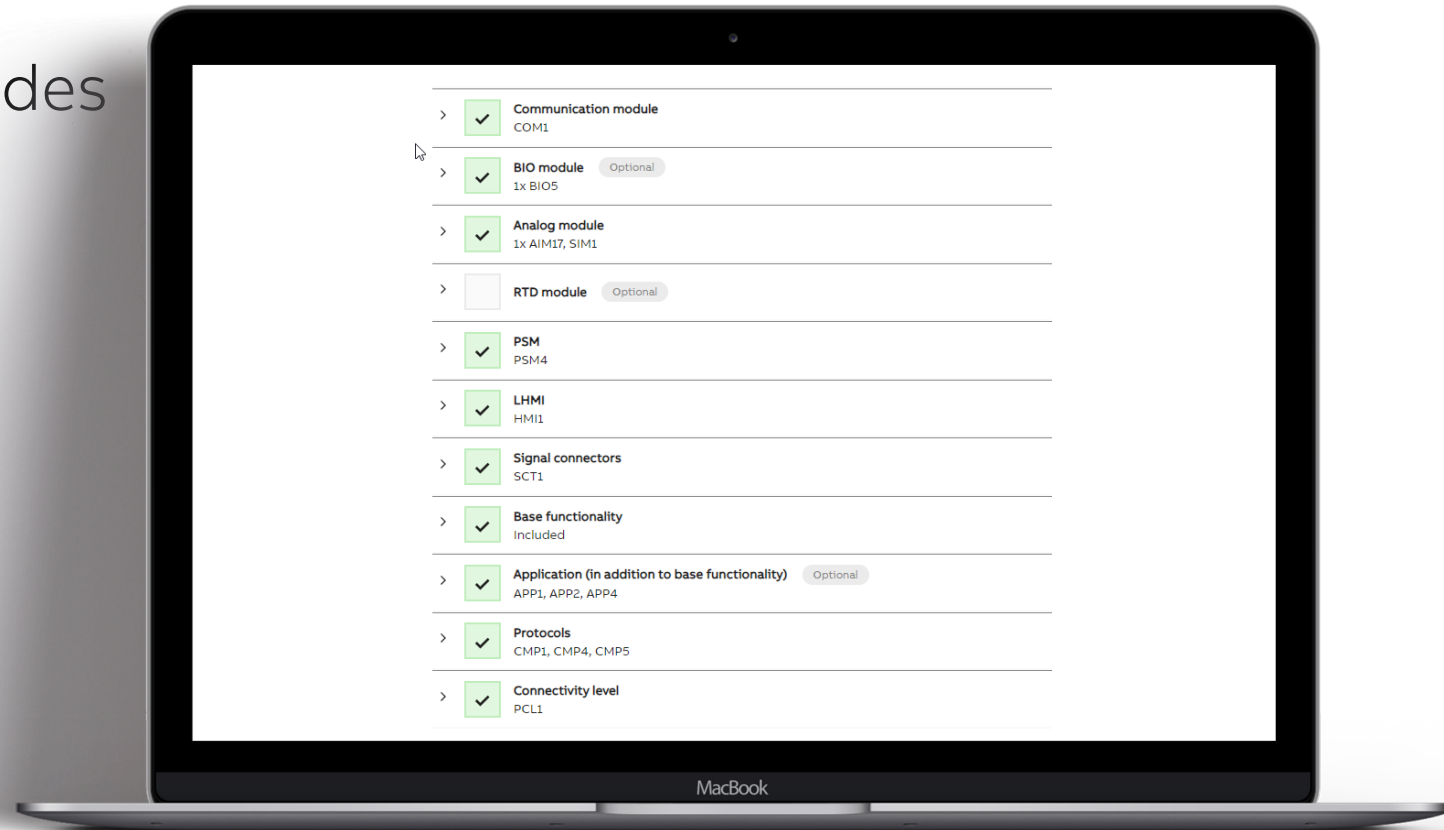 des
Communication module
COM1
BIO module Optional
1x BIO5
Analog module
1x AIM17, SIM1
RTD module Optional
PSM
PSM4
LHMI
HMI1
Signal connectors
SCT1
Base functionality
Included
Application (in addition to base functionality) Optional
APP1, APP2, APP4
Protocols
CMP1, CMP4, CMP5
Connectivity level
PCL1
MacBook